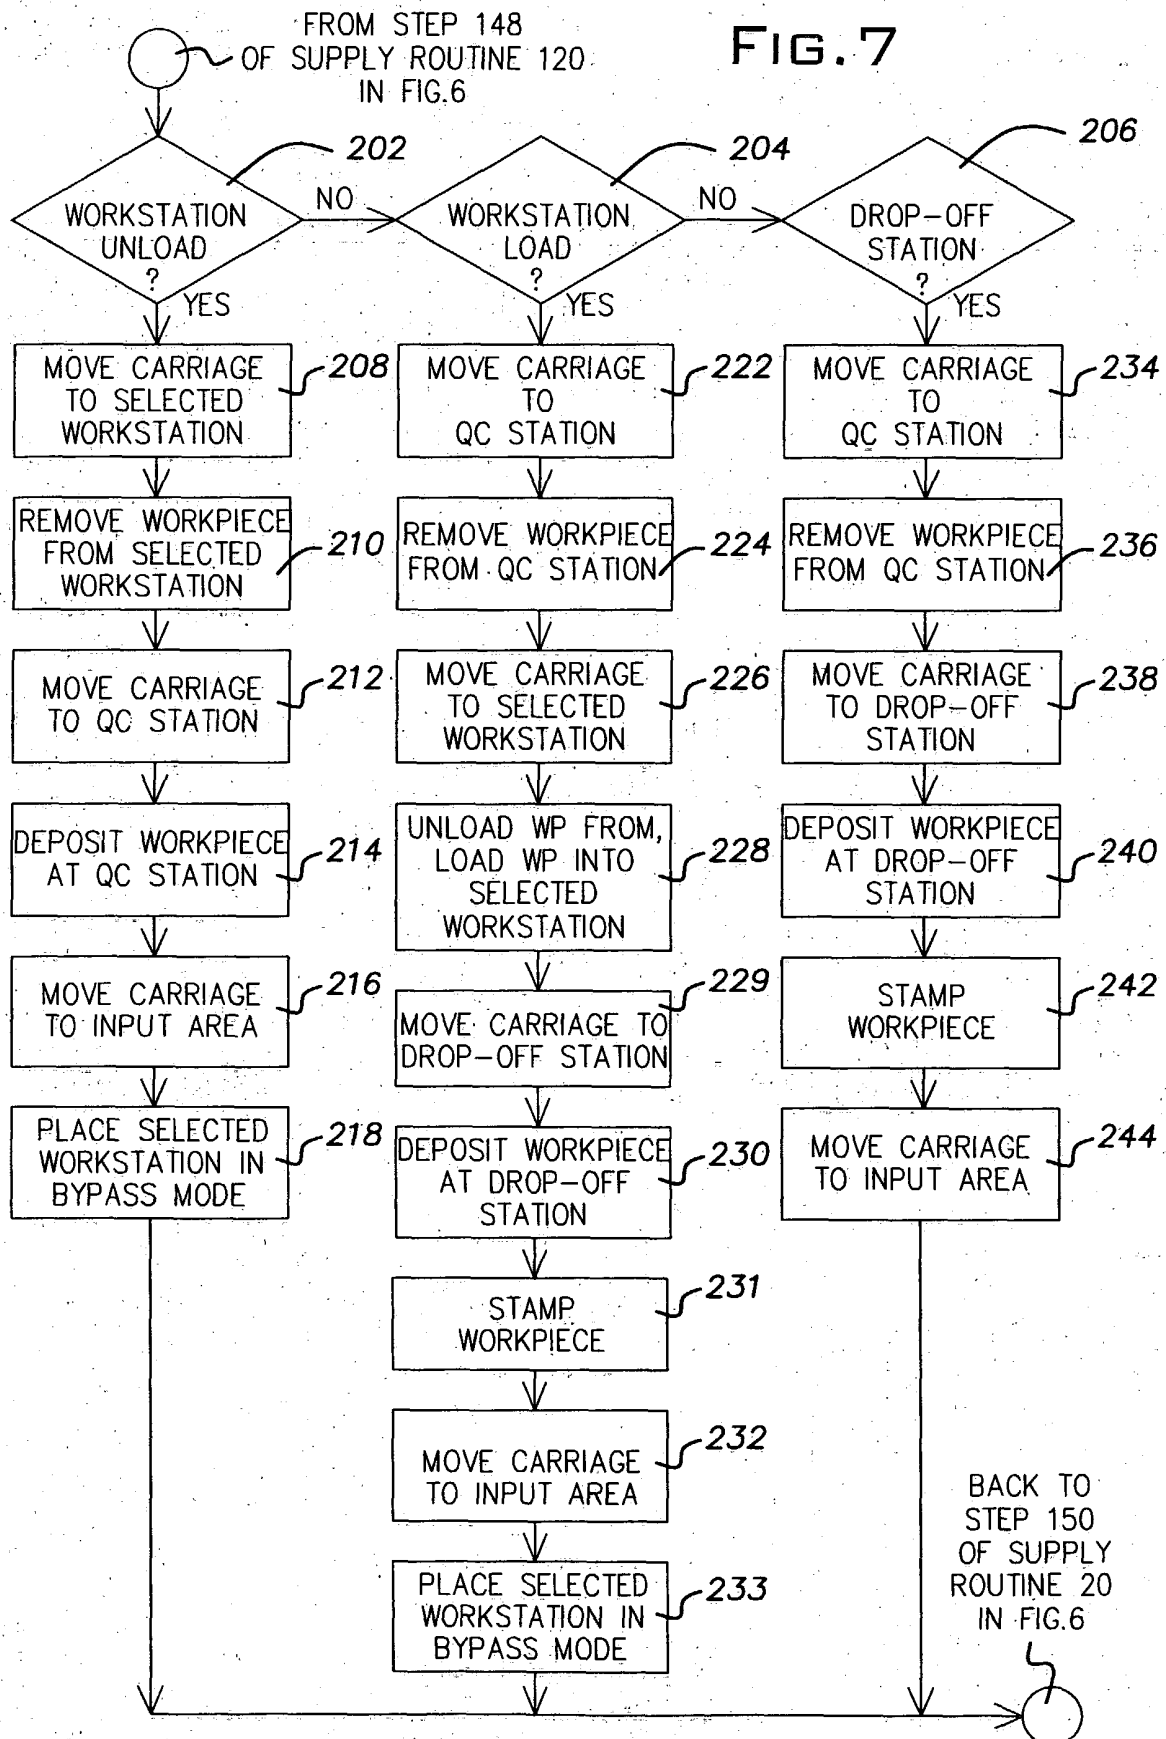 FROM STEP 148
OF SUPPLY ROUTINE 120
IN FIG.6
FIG. 7
202
WORKSTATION
UNLOAD
?
NO
YES
204
WORKSTATION
LOAD
?
NO
YES
206
DROP-OFF
STATION
?
YES
MOVE CARRIAGE
TO SELECTED
WORKSTATION
208
REMOVE WORKPIECE
FROM SELECTED
WORKSTATION
210
MOVE CARRIAGE
TO QC STATION
212
DEPOSIT WORKPIECE
AT QC STATION
214
MOVE CARRIAGE
TO INPUT AREA
216
PLACE SELECTED
WORKSTATION IN
BYPASS MODE
218
MOVE CARRIAGE
TO
QC STATION
222
REMOVE WORKPIECE
FROM QC STATION
224
MOVE CARRIAGE
TO SELECTED
WORKSTATION
226
UNLOAD WP FROM,
LOAD WP INTO
SELECTED
WORKSTATION
228
MOVE CARRIAGE TO
DROP-OFF STATION
229
DEPOSIT WORKPIECE
AT DROP-OFF
STATION
230
STAMP
WORKPIECE
231
MOVE CARRIAGE
TO INPUT AREA
232
PLACE SELECTED
WORKSTATION IN
BYPASS MODE
233
MOVE CARRIAGE
TO
QC STATION
234
REMOVE WORKPIECE
FROM QC STATION
236
MOVE CARRIAGE
TO DROP-OFF
STATION
238
DEPOSIT WORKPIECE
AT DROP-OFF
STATION
240
STAMP
WORKPIECE
242
MOVE CARRIAGE
TO INPUT AREA
244
BACK TO
STEP 150
OF SUPPLY
ROUTINE 20
IN FIG.6